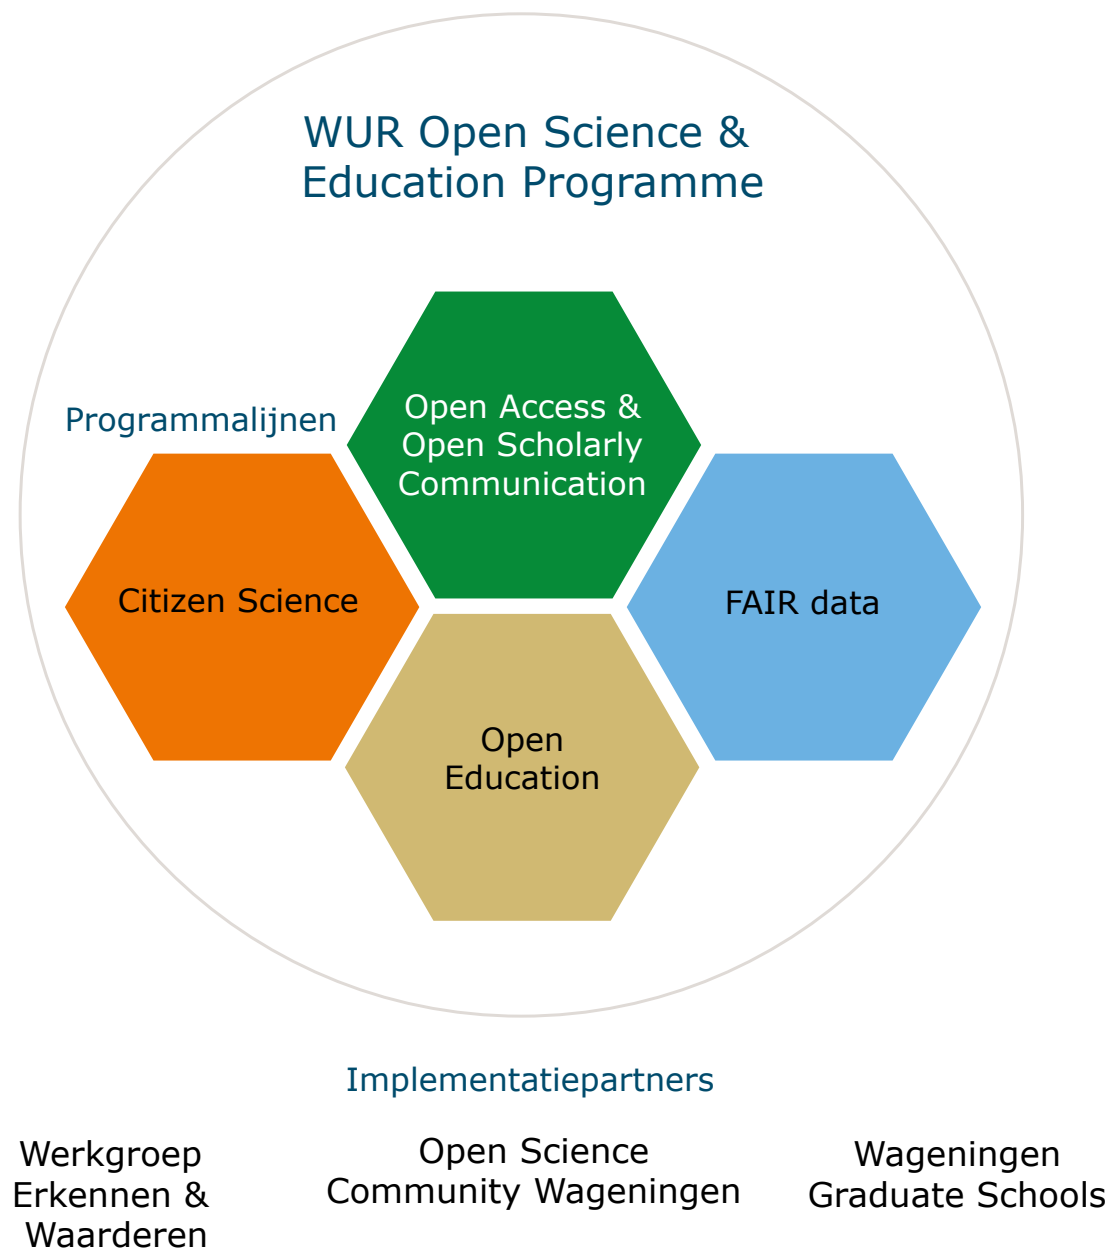 WUR Open Science &
Education Programme
Programmalijnen
Open Access &
Open Scholarly
Communication
Citizen Science
FAIR data
Open
Education
Implementatiepartners
Werkgroep
Erkennen &
Waarderen
Open Science
Community Wageningen
Wageningen
Graduate Schools